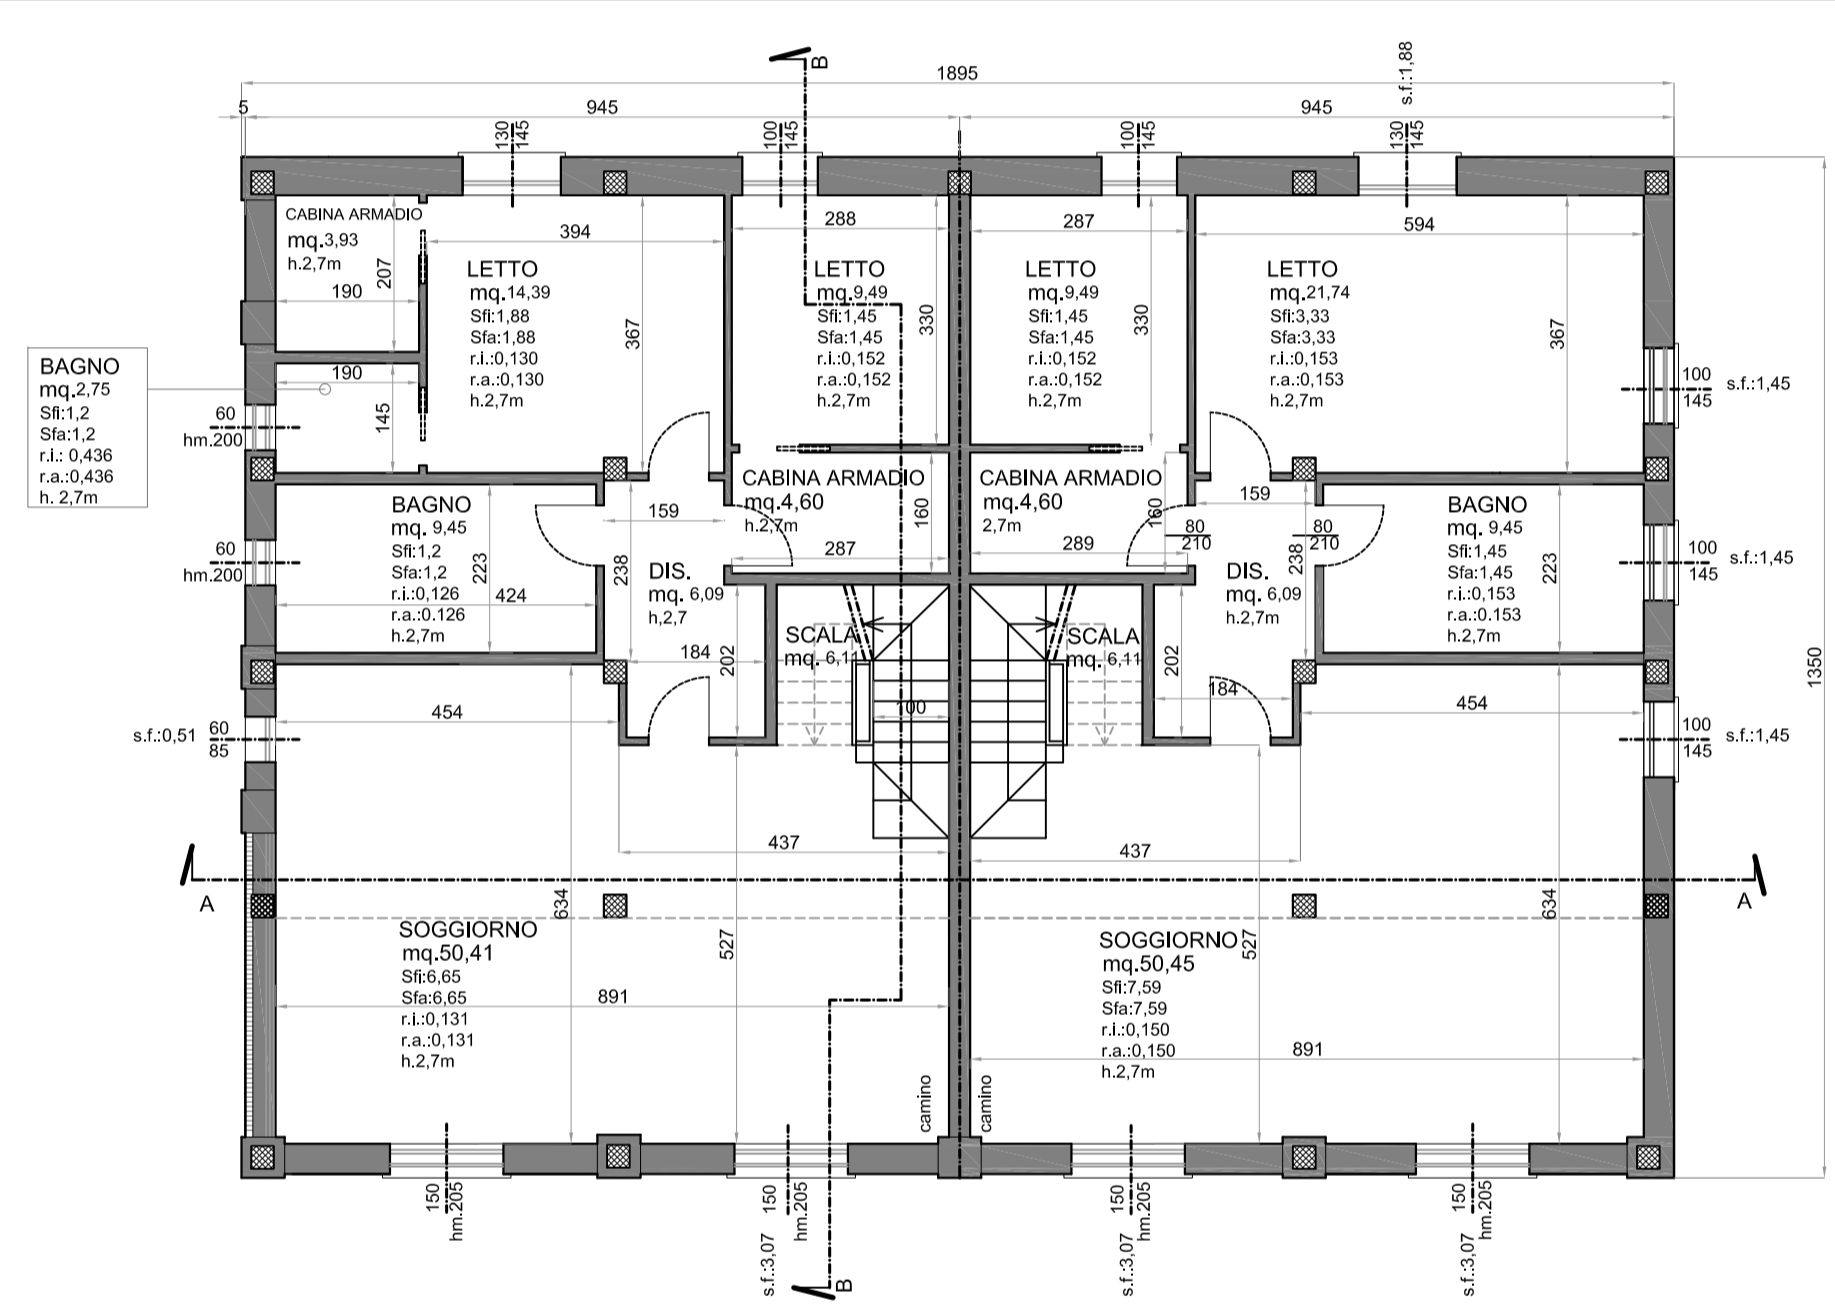 B
s.f.:1,88
1895
5
945
945
130
145
100
145
100
145
130
145
CABINA ARMADIO
mq.3,93
h.2,7m
207
190
394
LETTO
mq.14,39
Sfi:1,88
Sfa:1,88
r.i.:0,130
r.a.:0,130
h.2,7m
367
288
LETTO
mq.9,49
Sfi:1,45
Sfa:1,45
r.i.:0,152
r.a.:0,152
h.2,7m
330
287
LETTO
mq.9,49
Sfi:1,45
Sfa:1,45
r.i.:0,152
r.a.:0,152
h.2,7m
330
594
LETTO
mq.21,74
Sfi:3,33
Sfa:3,33
r.i.:0,153
r.a.:0,153
h.2,7m
367
100
145
s.f.:1,45
BAGNO
mq.2,75
Sfi:1,2
Sfa:1,2
r.i.: 0,436
r.a.:0,436
h. 2,7m
190
145
60
hm.200
60
hm.200
BAGNO
mq. 9,45
Sfi:1,2
Sfa:1,2
r.i.:0,126
r.a.:0.126
h.2,7m
223
424
159
238
DIS.
mq. 6,09
h,2,7
CABINA ARMADIO
mq.4,60
h.2,7m
160
287
CABINA ARMADIO
mq.4,60
2,7m
160
289
80
210
159
238
80
210
DIS.
mq. 6,09
h.2,7m
BAGNO
mq. 9,45
Sfi:1,45
Sfa:1,45
r.i.:0,153
r.a.:0.153
h.2,7m
223
100
145
s.f.:1,45
1350
184
202
SCALA
mq. 6,11
100
SCALA
mq. 6,11
202
184
s.f.:0,51
60
85
454
454
100
145
s.f.:1,45
437
437
A
A
634
527
SOGGIORNO
mq.50,41
Sfi:6,65
Sfa:6,65
r.i.:0,131
r.a.:0,131
h.2,7m
891
SOGGIORNO
mq.50,45
Sfi:7,59
Sfa:7,59
r.i.:0,150
r.a.:0,150
h.2,7m
527
634
891
camino
camino
150
hm.205
150
hm.205
s.f.:3,07
150
hm.205
s.f.:3,07
150
hm.205
s.f.:3,07
B